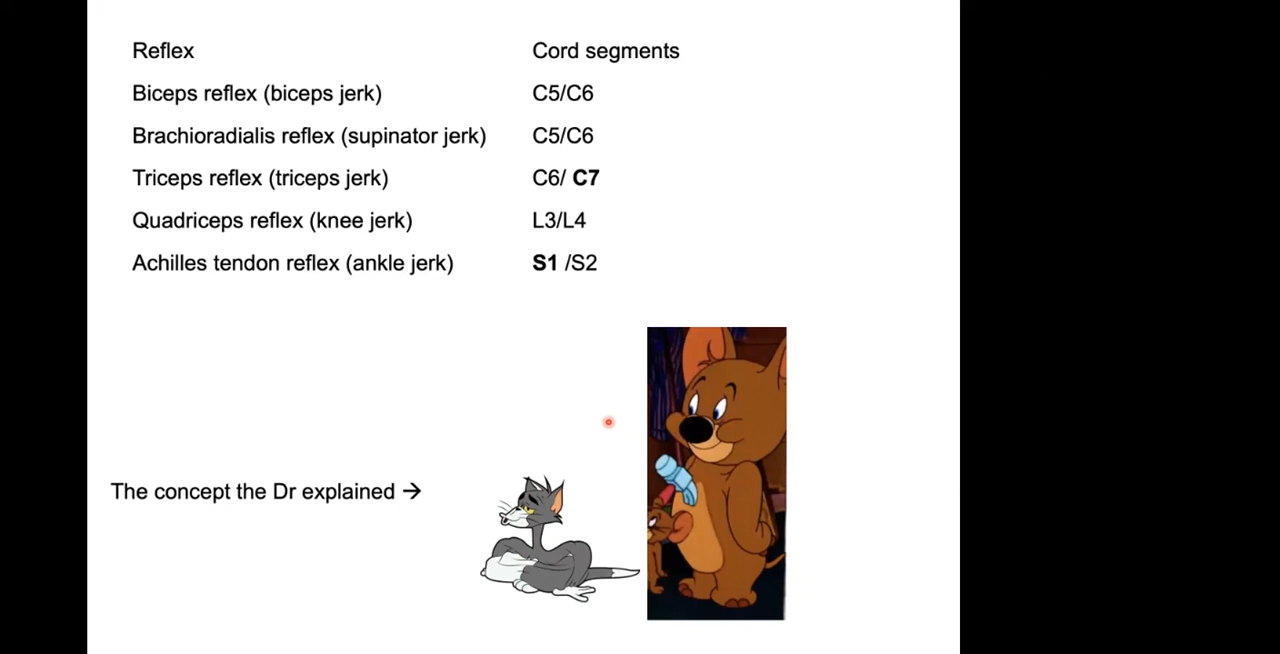 Reflex Cord segments
Biceps reflex (biceps jerk) C5/C6
Brachioradialis reflex (supinator jerk) C5/C6
Triceps reflex (triceps jerk) C6/ C7
Quadriceps reflex (knee jerk) L3/L4
Achilles tendon reflex (ankle jerk) S1 /S2
The concept the Dr explained →